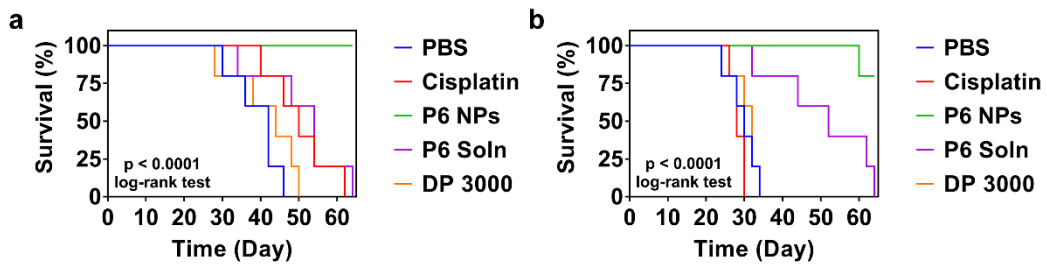 a
Survival (%)
100
75
50
25
0
p < 0.0001
log-rank test
0 10 20 30 40 50 60
Time (Day)
PBS
Cisplatin
P6 NPs
P6 Soln
DP 3000
b
Survival (%)
100
75
50
25
0
p < 0.0001
log-rank test
0 10 20 30 40 50 60
Time (Day)
PBS
Cisplatin
P6 NPs
P6 Soln
DP 3000